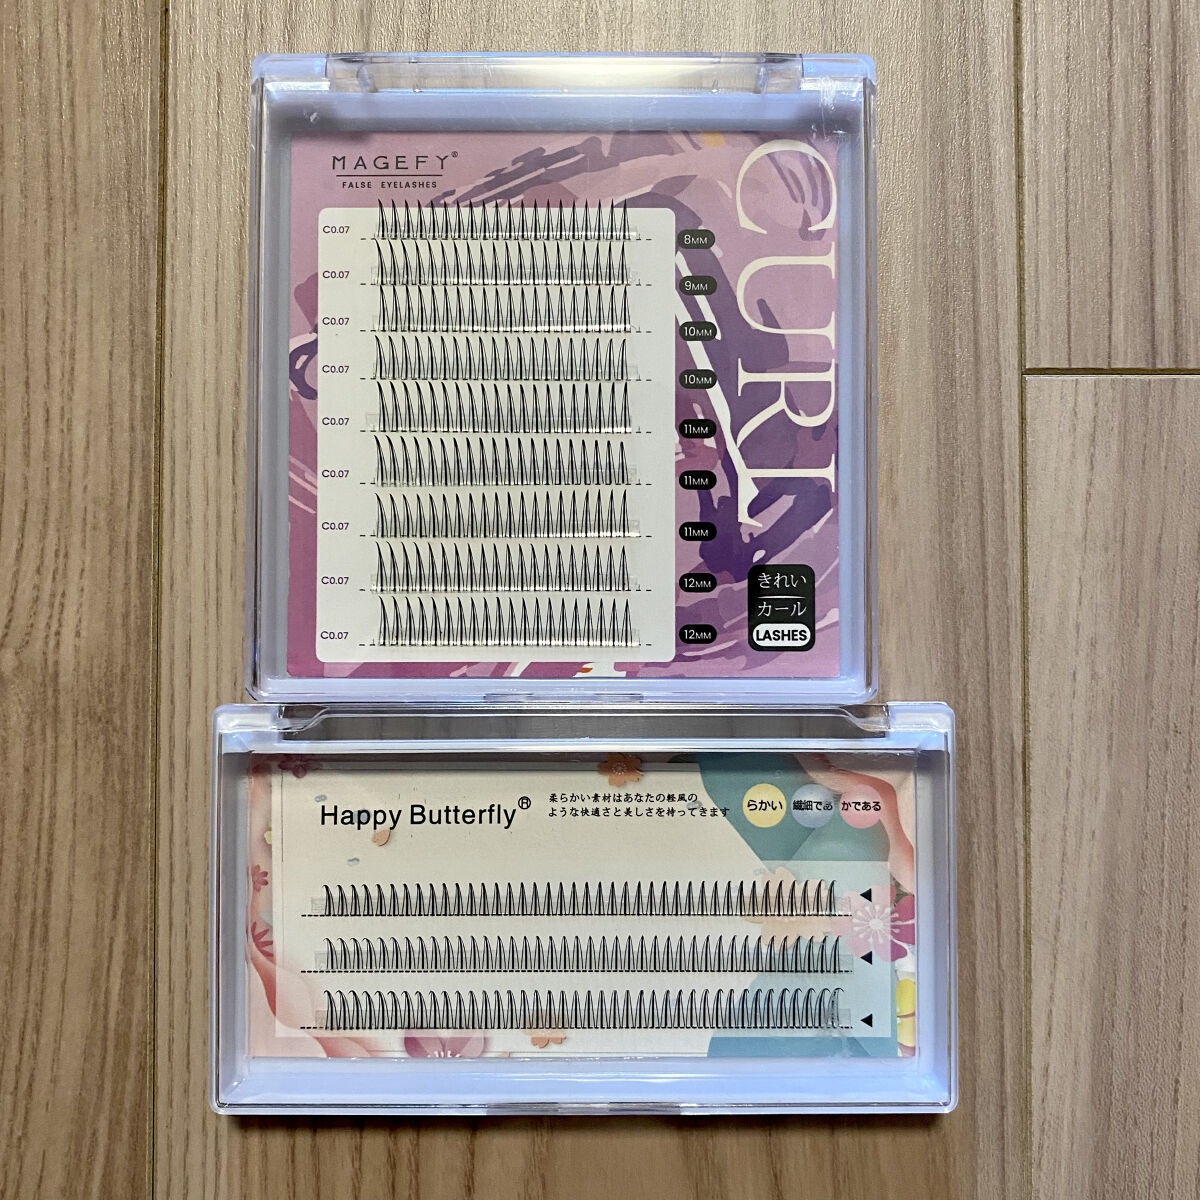 MAGEFY®
FALSE EYELASHES
CURL
C0.07 8MM
C0.07 9MM
C0.07 10MM
C0.07 10MM
C0.07 11MM
C0.07 11MM
C0.07 11MM
C0.07 12MM
C0.07 12MM
きれい
カール
LASHES
Happy Butterfly®
柔らかい素材はあなたの軽風の
ような快適さと美しさを持ってきます
らかい 繊細であ かである